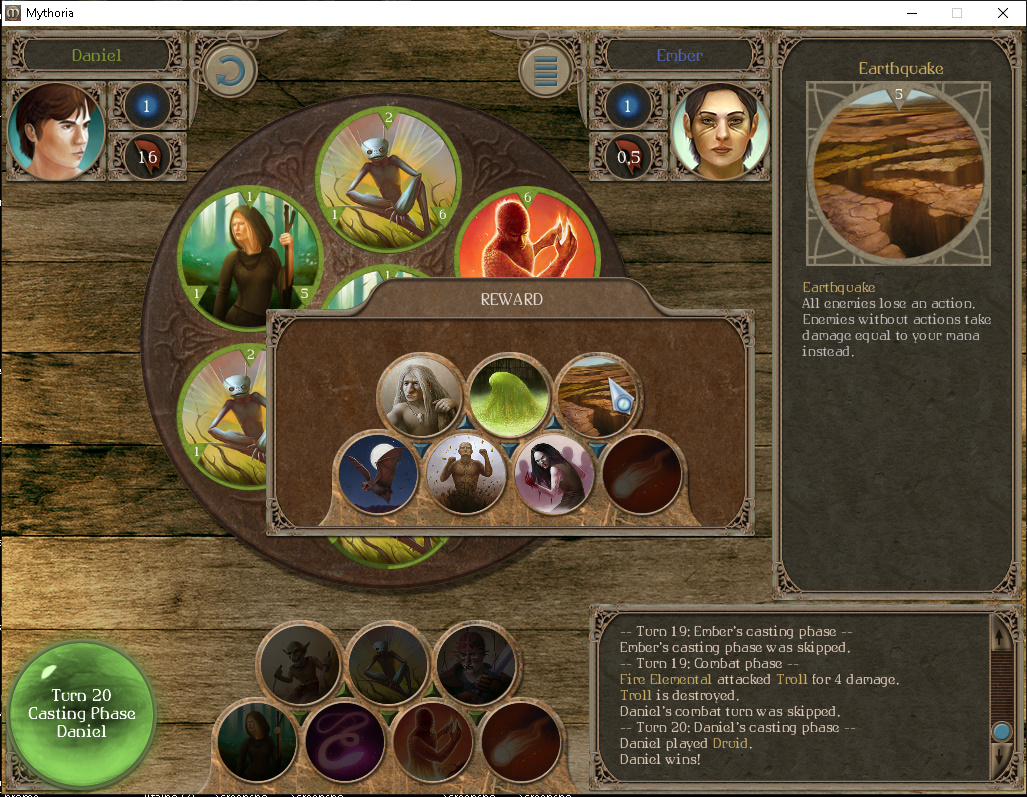 Mythoria
Daniel
Ember
Earthquake
1
1
16
0.5
5
2
1
6
1
1
5
6
1
2
1
REWARD
Earthquake
All enemies lose an action.
Enemies without actions take
damage equal to your mana
instead.
Turn 20
Casting Phase
Daniel
-- Turn 19: Ember's casting phase --
Ember's casting phase was skipped.
-- Turn 19: Combat phase --
Fire Elemental attacked Troll for 4 damage.
Troll is destroyed.
Daniel's combat turn was skipped.
-- Turn 20: Daniel's casting phase --
Daniel played Druid.
Daniel wins!